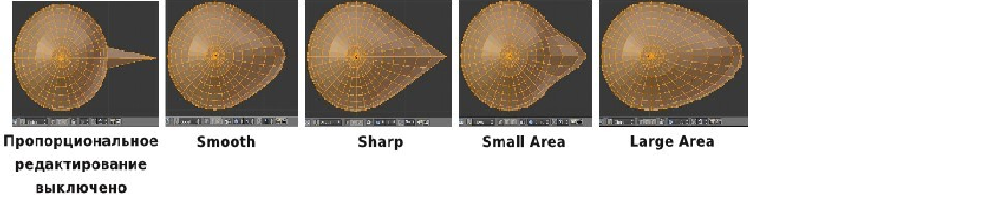 Пропорциональное
редактирование
выключено
Smooth
Sharp
Small Area
Large Area